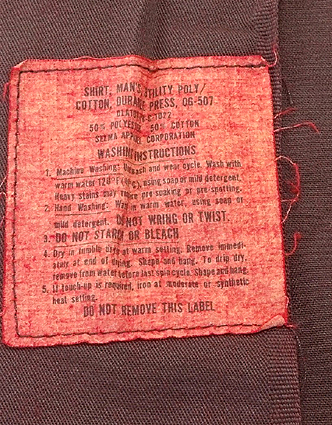 SHIRT, MAN'S, UTILITY POLY/
COTTON, DURABLE PRESS, OG-507
50% POLYESTER 50% COTTON
SELMA APPAREL CORPORATION
WASHING INSTRUCTIONS
1. Machine Washing: and wear cycle. Wash with
warm water using soap or mild detergent.
Heavy stains may pre soaking or pre spotting.
2. Hand Washing: Wash in warm water, using soap or
mild detergent. DO NOT WRING OR TWIST.
3. DO NOT STARCH OR BLEACH
4. Dry in tumble dryer at warm setting. Remove immedi-
ature at end of drying. Shape and hang. To drip dry,
remove from water before last spin cycle. Shape and hang.
5. If touch-up is required, iron at moderate or synthetic
heat setting.
DO NOT REMOVE THIS LABEL